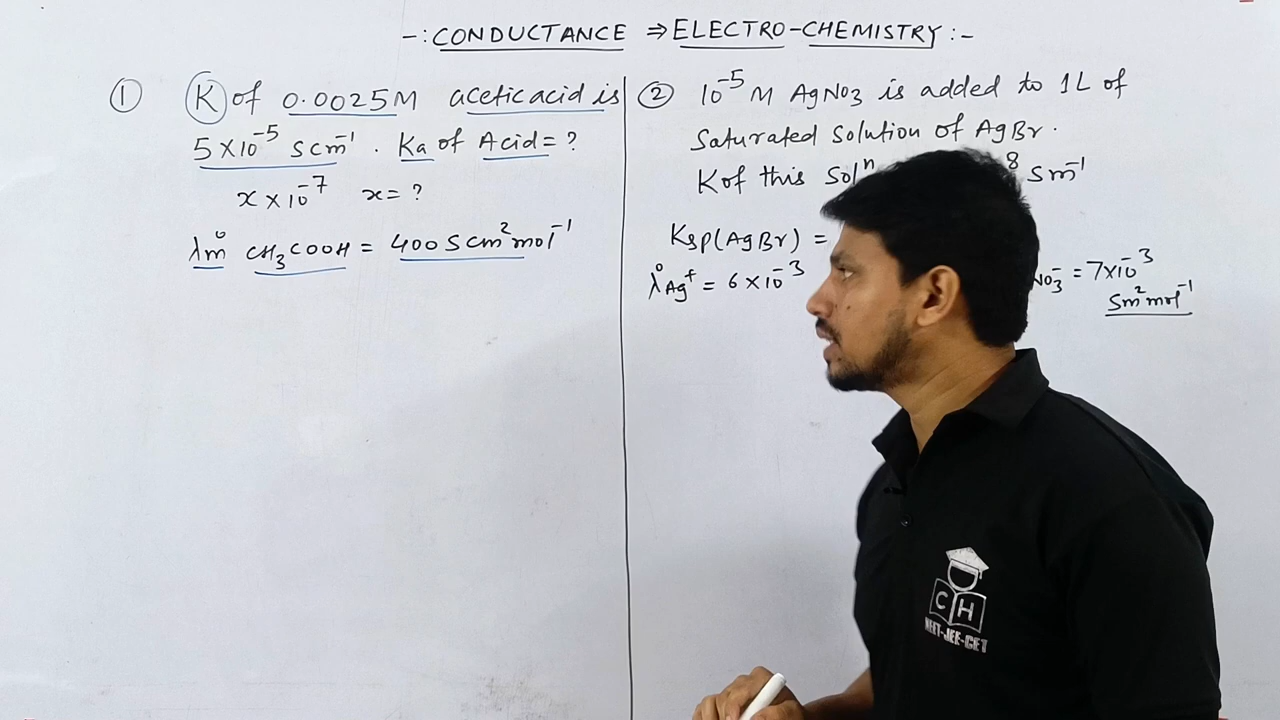 -: CONDUCTANCE ⇒ ELECTRO-CHEMISTRY :-
① K of 0.0025M acetic acid is
5×10⁻⁵ scm⁻¹ . Ka of Acid = ?
x×10⁻⁷ x = ?
λ°m CH₃COOH = 400 S cm² mol⁻¹
② 10⁻⁵ M AgNO₃ is added to 1L of
Saturated solution of AgBr.
K of this Solⁿ ⁸ Sm⁻¹
Ksp(AgBr) =
λ°Ag⁺ = 6×10⁻³ NO₃⁻ = 7×10⁻³
Sm² mol⁻¹
CH
NEET-JEE-CET